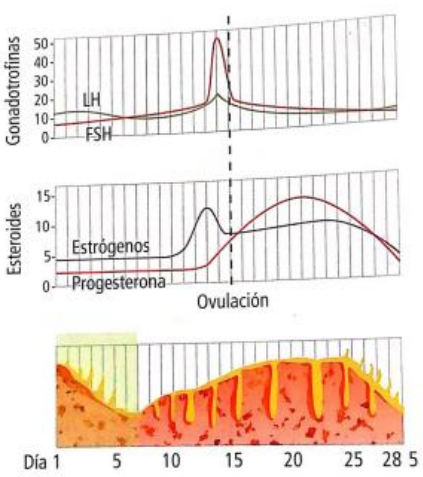 Gonadotrofinas
50
40
30
20
10
0
LH
FSH
Esteroides
15
10
5
0
Estrógenos
Progesterona
Ovulación
Día 1 5 10 15 20 25 28 5